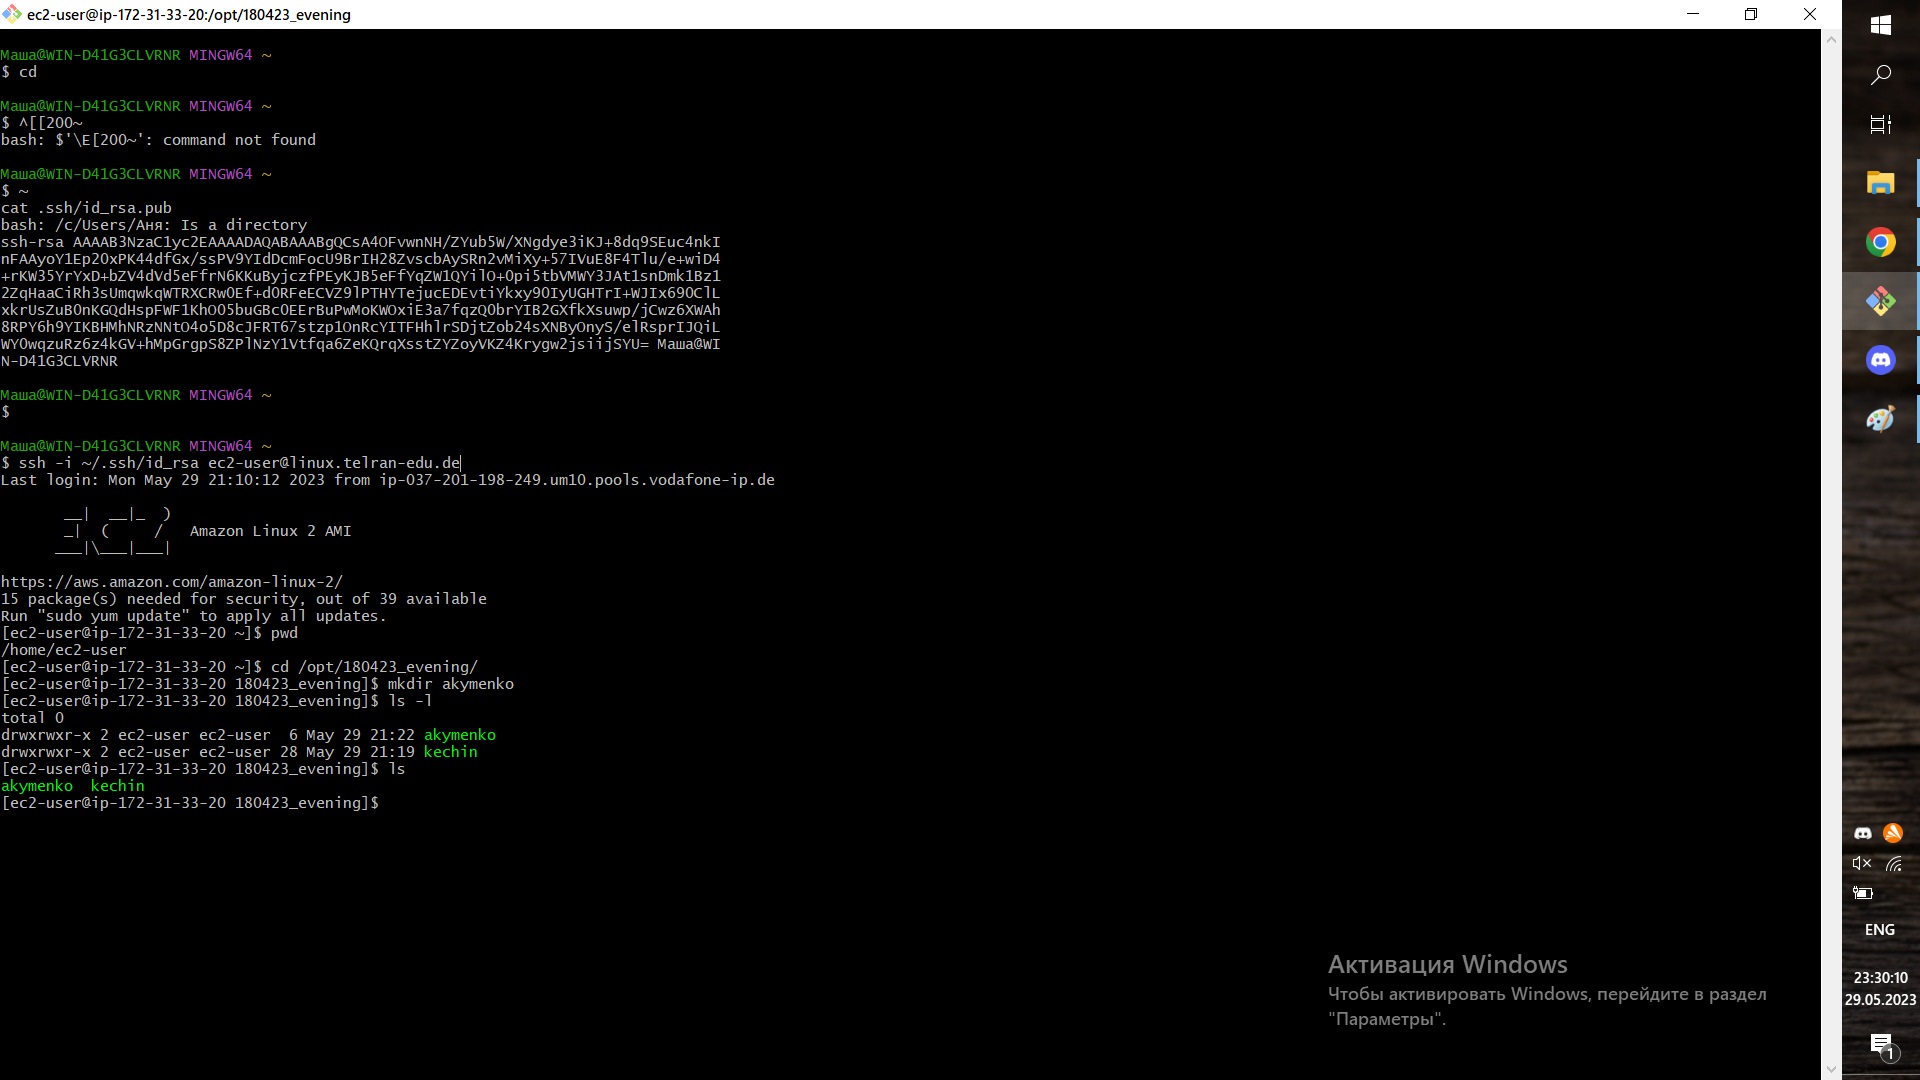 ec2-user@ip-172-31-33-20:/opt/180423_evening
Маша@WIN-D41G3CLVRNR MINGW64 ~
$ cd
Маша@WIN-D41G3CLVRNR MINGW64 ~
$ ^[[200~
bash: $'\E[200~': command not found
Маша@WIN-D41G3CLVRNR MINGW64 ~
$ ~
cat .ssh/id_rsa.pub
bash: /c/Users/Аня: Is a directory
ssh-rsa AAAAB3NzaC1yc2EAAAADAQABAAABgQCsA4OFvwnNH/ZYub5W/XNgdye3iKJ+8dq9SEuc4nkI
nFAAyoY1Ep2OxPK44dfGx/ssPV9YIdDcmFocU9BrIH28ZvscbAySRn2vMiXy+57IVuE8F4Tlu/e+wiD4
+rKW35YrYxD+bZV4dVd5eFfrN6KKuByjczfPEyKJB5eFfYqZW1QYilO+0pi5tbVMWY3JAt1snDmk1Bz1
2ZqHaaCiRh3sUmqwkqWTRXCRw0Ef+dORFeECVZ9lPTHYTejucEDEvtiYkxy9OIyUGHTrI+WJIx69OClL
xkrUsZuB0nKGQdHspFWF1KhOO5buGBcOEErBuPwMoKWOxiE3a7fqzQ0brYIB2GXfkXsuwp/jCwz6XWAh
8RPY6h9YIKBHMhNRzNNtO4o5D8cJFRT67stzp1OnRcYITFHhlrSDjtZob24sXNByOnyS/elRsprIJQiL
WYOwqzuRz6z4kGV+hMpGrgpS8ZPlNzY1Vtfqa6ZeKQrqXsstZYZoyVKZ4Krygw2jsiijSYU= Маша@WI
N-D41G3CLVRNR
Маша@WIN-D41G3CLVRNR MINGW64 ~
$
Маша@WIN-D41G3CLVRNR MINGW64 ~
$ ssh -i ~/.ssh/id_rsa ec2-user@linux.telran-edu.de
Last login: Mon May 29 21:10:12 2023 from ip-037-201-198-249.um10.pools.vodafone-ip.de
__|  __|_  )
_|  (     /   Amazon Linux 2 AMI
___|\___|___|
https://aws.amazon.com/amazon-linux-2/
15 package(s) needed for security, out of 39 available
Run "sudo yum update" to apply all updates.
[ec2-user@ip-172-31-33-20 ~]$ pwd
/home/ec2-user
[ec2-user@ip-172-31-33-20 ~]$ cd /opt/180423_evening/
[ec2-user@ip-172-31-33-20 180423_evening]$ mkdir akymenko
[ec2-user@ip-172-31-33-20 180423_evening]$ ls -l
total 0
drwxrwxr-x 2 ec2-user ec2-user  6 May 29 21:22 akymenko
drwxrwxr-x 2 ec2-user ec2-user 28 May 29 21:19 kechin
[ec2-user@ip-172-31-33-20 180423_evening]$ ls
akymenko  kechin
[ec2-user@ip-172-31-33-20 180423_evening]$
Активация Windows
Чтобы активировать Windows, перейдите в раздел
"Параметры".
ENG
23:30:10
29.05.2023
1